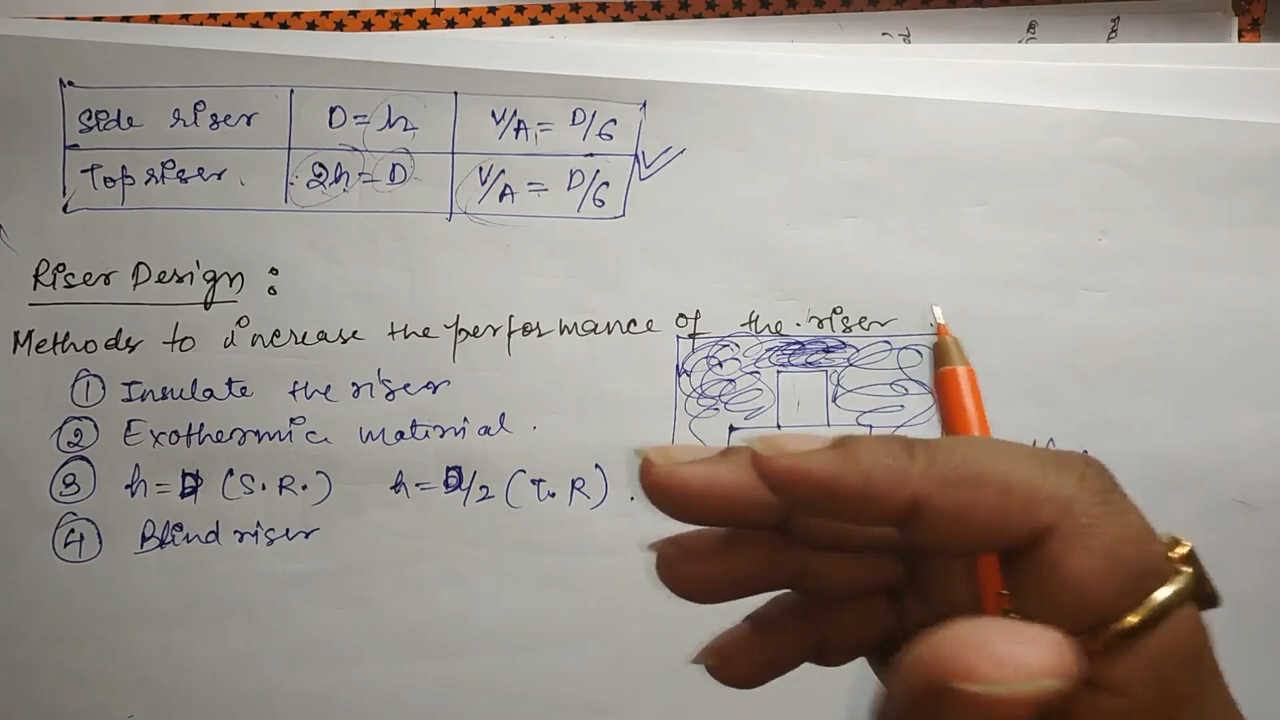 Side riser D = h V/A = D/6
Top riser. 2h = D V/A = D/6
Riser Design :
Methods to increase the performance of the riser .
① Insulate the riser
② Exothermic material .
③ h = D (S.R.) h = D/2 (T.R) .
④ Blind riser